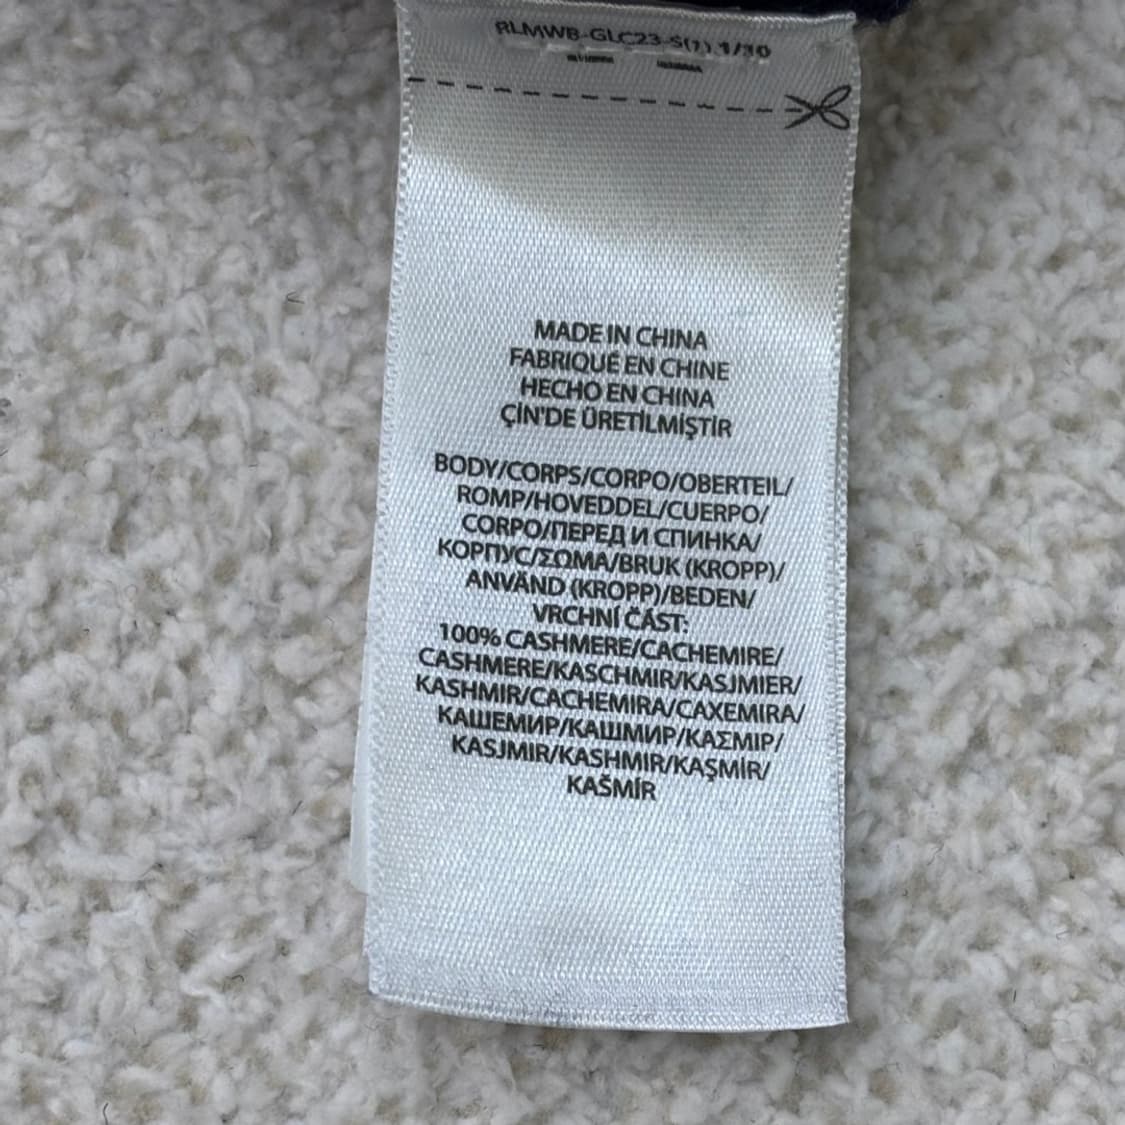 RLMWB-GLC23-S(1) 1/10
MADE IN CHINA
FABRIQUÉ EN CHINE
HECHO EN CHINA
ÇİN'DE ÜRETİLMİŞTİR
BODY/CORPS/CORPO/OBERTEIL/
ROMP/HOVEDDEL/CUERPO/
CORPO/ПЕРЕД И СПИНКА/
КОРПУС/ΣΩΜΑ/BRUK (KROPP)/
ANVÄND (KROPP)/BEDEN/
VRCHNÍ ČÁST:
100% CASHMERE/CACHEMIRE/
CASHMERE/KASCHMIR/KASJMIER/
KASHMIR/CACHEMIRA/CAXEMIRA/
КАШЕМИР/КАШМИР/ΚΑΣΜΙΡ/
KASJMIR/KASHMIR/KAŞMİR/
KAŠMÍR